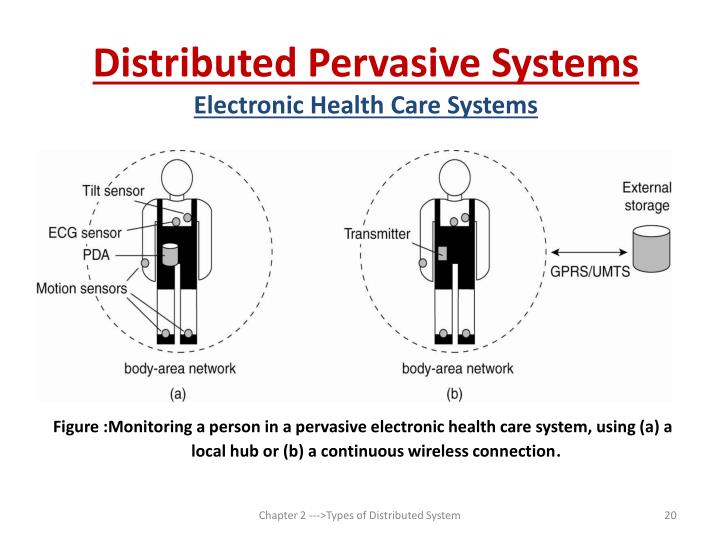 Distributed Pervasive Systems
Electronic Health Care Systems
Tilt sensor
ECG sensor
PDA
Motion sensors
body-area network
(a)
Transmitter
body-area network
(b)
External
storage
GPRS/UMTS
Figure :Monitoring a person in a pervasive electronic health care system, using (a) a
local hub or (b) a continuous wireless connection.
Chapter 2 --->Types of Distributed System
20